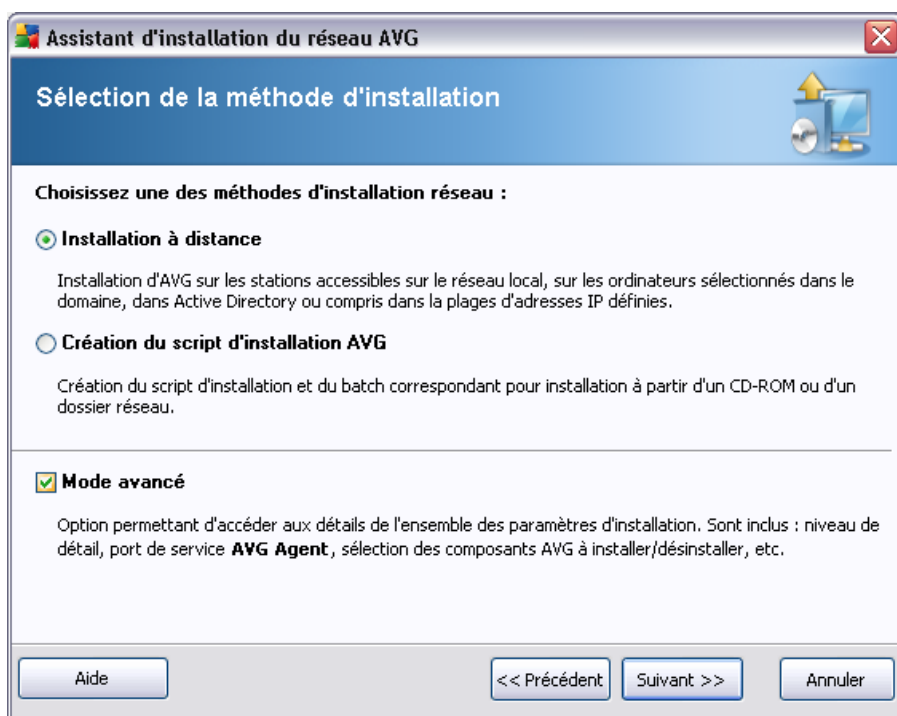 Assistant d'installation du réseau AVG
Sélection de la méthode d'installation
Choisissez une des méthodes d'installation réseau :
Installation à distance
Installation d'AVG sur les stations accessibles sur le réseau local, sur les ordinateurs sélectionnés dans le
domaine, dans Active Directory ou compris dans la plages d'adresses IP définies.
Création du script d'installation AVG
Création du script d'installation et du batch correspondant pour installation à partir d'un CD-ROM ou d'un
dossier réseau.
Mode avancé
Option permettant d'accéder aux détails de l'ensemble des paramètres d'installation. Sont inclus : niveau de
détail, port de service AVG Agent, sélection des composants AVG à installer/désinstaller, etc.
Aide << Précédent Suivant >> Annuler